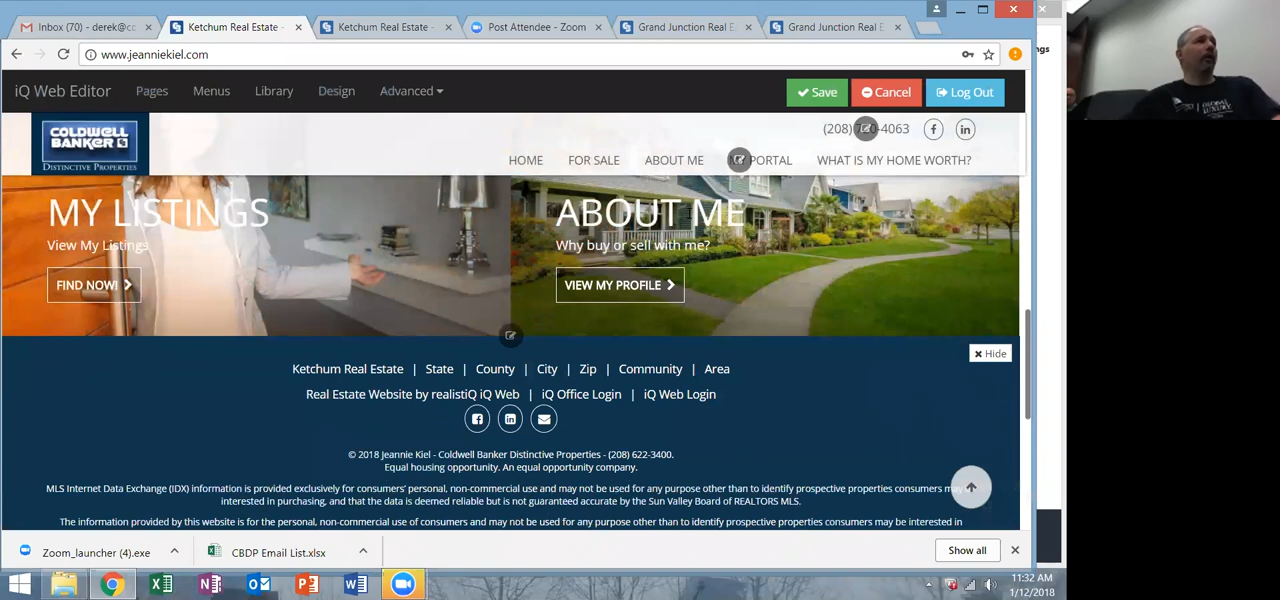 Inbox (70) - derek@cc
Ketchum Real Estate -
Ketchum Real Estate -
Post Attendee - Zoom
Grand Junction Real E
Grand Junction Real E
www.jeanniekiel.com
ngs
iQ Web Editor Pages Menus Library Design Advanced
Save Cancel Log Out
COLDWELL
BANKER
DISTINCTIVE PROPERTIES
(208) -4063
HOME FOR SALE ABOUT ME PORTAL WHAT IS MY HOME WORTH?
MY LISTINGS
View My Listings
FIND NOW!
ABOUT ME
Why buy or sell with me?
VIEW MY PROFILE
Hide
Ketchum Real Estate | State | County | City | Zip | Community | Area
Real Estate Website by realistiQ iQ Web | iQ Office Login | iQ Web Login
© 2018 Jeannie Kiel - Coldwell Banker Distinctive Properties - (208) 622-3400.
Equal housing opportunity. An equal opportunity company.
MLS Internet Data Exchange (IDX) information is provided exclusively for consumers' personal, non-commercial use and may not be used for any purpose other than to identify prospective properties consumers may be
interested in purchasing, and that the data is deemed reliable but is not guaranteed accurate by the Sun Valley Board of REALTORS MLS.
The information provided by this website is for the personal, non-commercial use of consumers and may not be used for any purpose other than to identify prospective properties consumers may be interested in
Zoom_launcher (4).exe
CBDP Email List.xlsx
Show all
11:32 AM
1/12/2018
GLOBAL
LUXURY